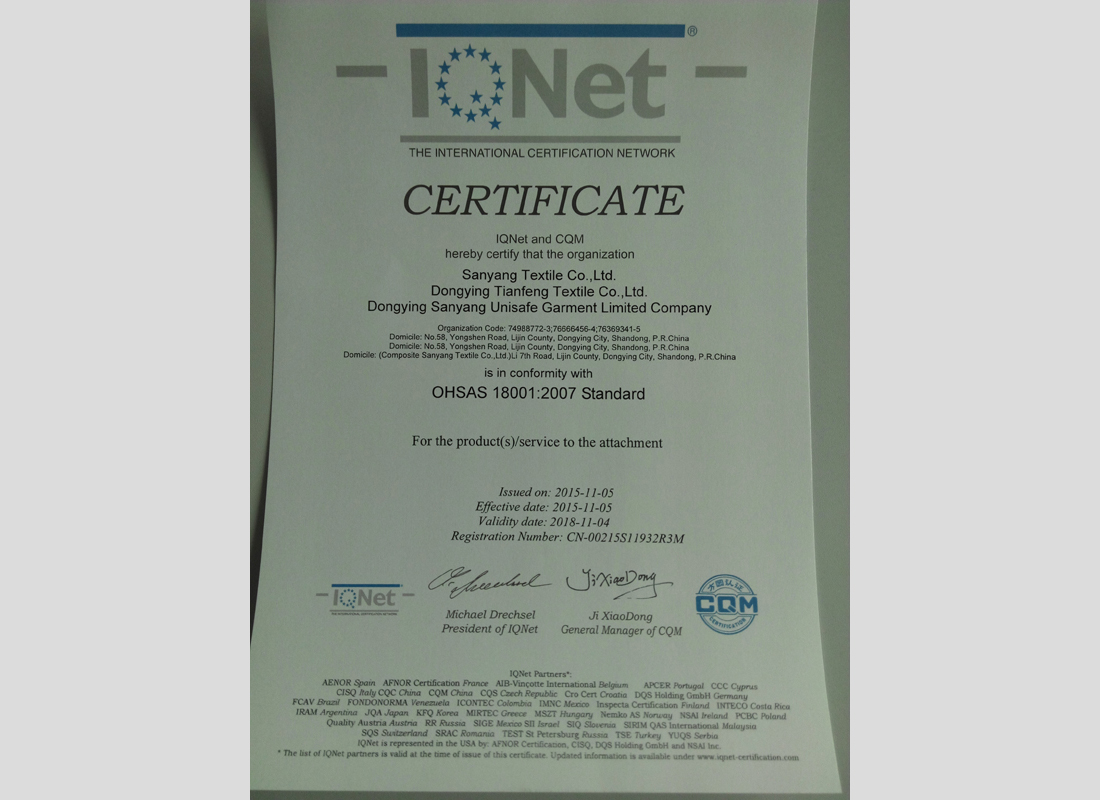 IQNet ®
THE INTERNATIONAL CERTIFICATION NETWORK
CERTIFICATE
IQNet and CQM
hereby certify that the organization
Sanyang Textile Co.,Ltd.
Dongying Tianfeng Textile Co.,Ltd.
Dongying Sanyang Unisafe Garment Limited Company
Organization Code: 74988772-3;76666456-4;76369341-5
Domicile: No.58, Yongshen Road, Lijin County, Dongying City, Shandong, P.R.China
Domicile: No.58, Yongshen Road, Lijin County, Dongying City, Shandong, P.R.China
Domicile: (Composite Sanyang Textile Co.,Ltd.)Li 7th Road, Lijin County, Dongying City, Shandong, P.R.China
is in conformity with
OHSAS 18001:2007 Standard
For the product(s)/service to the attachment
Issued on: 2015-11-05
Effective date: 2015-11-05
Validity date: 2018-11-04
Registration Number: CN-00215S11932R3M
JiXiaoDong
IQNet
THE INTERNATIONAL CERTIFICATION NETWORK
方圆认证
CQM
CERTIFICATION
Michael Drechsel
President of IQNet
Ji XiaoDong
General Manager of CQM
IQNet Partners*:
AENOR Spain AFNOR Certification France AIB-Vinçotte International Belgium APCER Portugal CCC Cyprus
CISQ Italy CQC China CQM China CQS Czech Republic Cro Cert Croatia DQS Holding GmbH Germany
FCAV Brazil FONDONORMA Venezuela ICONTEC Colombia IMNC Mexico Inspecta Certification Finland INTECO Costa Rica
IRAM Argentina JQA Japan KFQ Korea MIRTEC Greece MSZT Hungary Nemko AS Norway NSAI Ireland PCBC Poland
Quality Austria Austria RR Russia SIGE Mexico SII Israel SIQ Slovenia SIRIM QAS International Malaysia
SQS Switzerland SRAC Romania TEST St Petersburg Russia TSE Turkey YUQS Serbia
IQNet is represented in the USA by: AFNOR Certification, CISQ, DQS Holding GmbH and NSAI Inc.
* The list of IQNet partners is valid at the time of issue of this certificate. Updated information is available under www.iqnet-certification.com